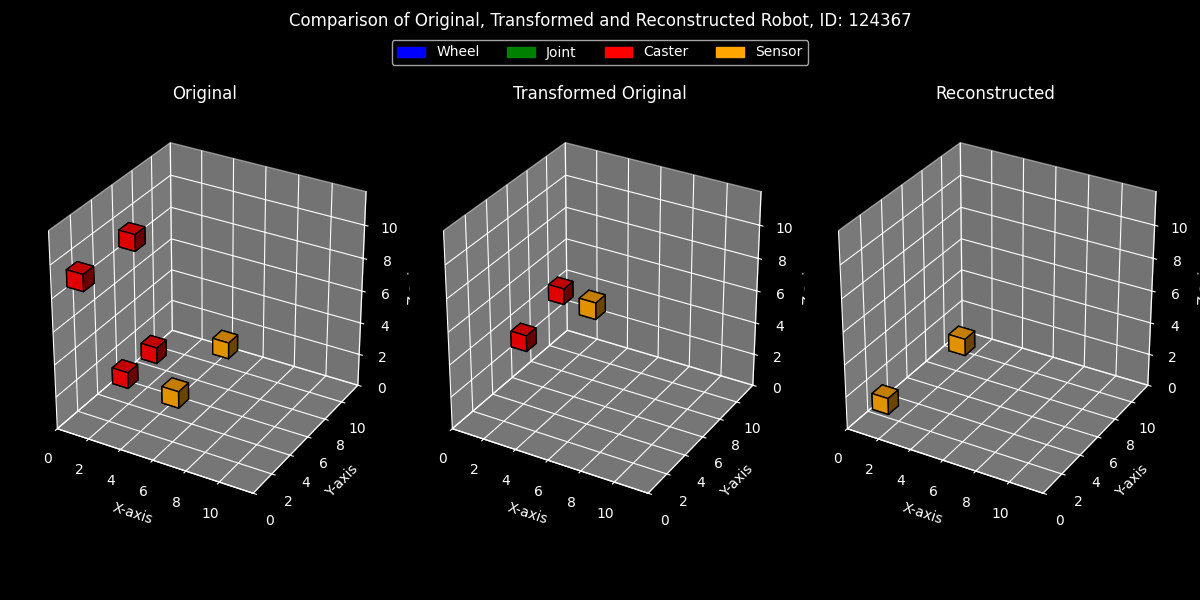 Comparison of Original, Transformed and Reconstructed Robot, ID: 124367
Wheel Joint Caster Sensor
Original
Transformed Original
Reconstructed
10
8
6
4
2
0
0 2 4 6 8 10
X-axis
0 2 4 6 8 10
Y-axis
10
8
6
4
2
0
0 2 4 6 8 10
X-axis
0 2 4 6 8 10
Y-axis
10
8
6
4
2
0
0 2 4 6 8 10
X-axis
0 2 4 6 8 10
Y-axis